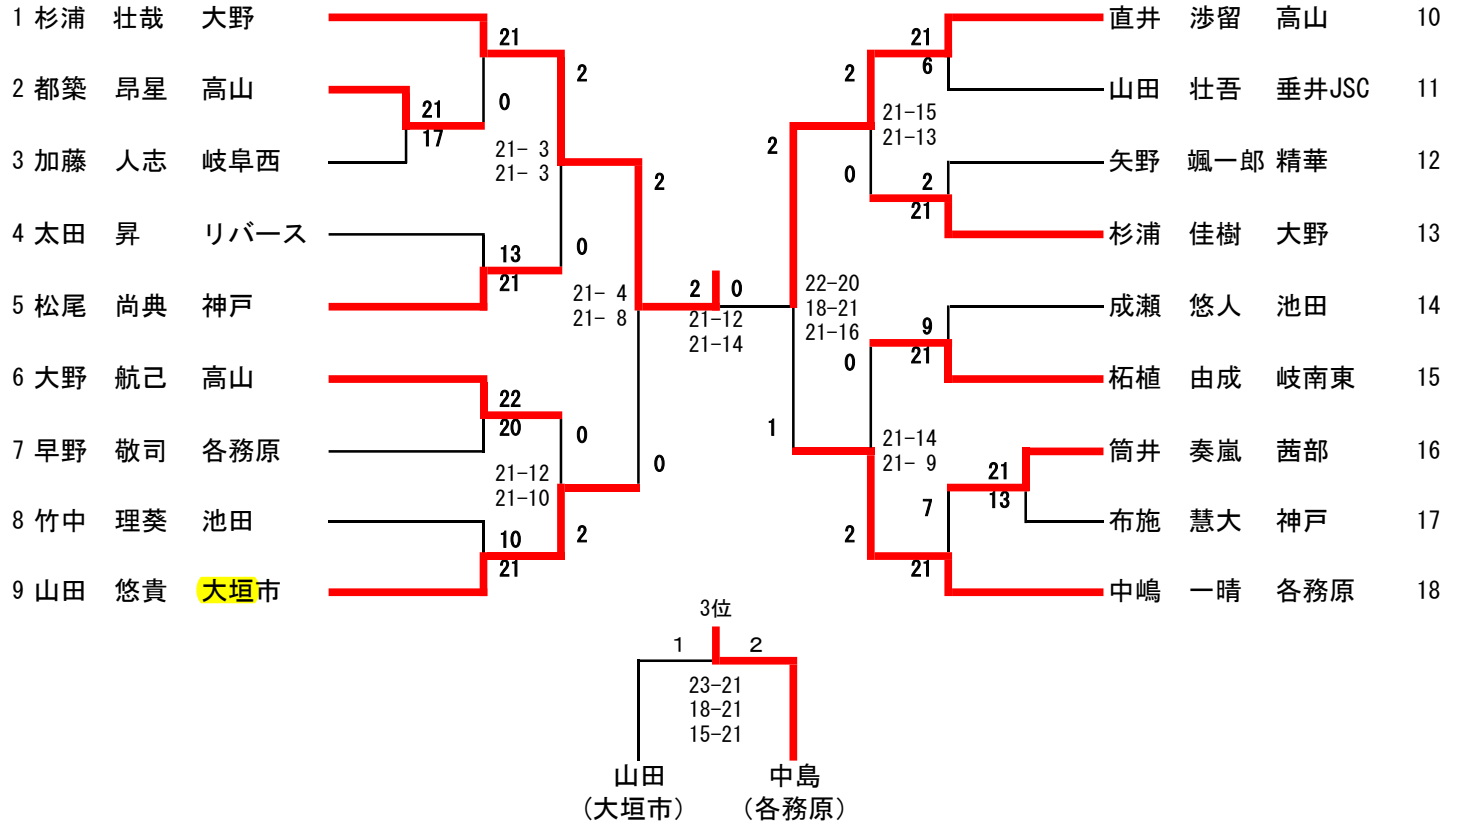 1 杉浦 壮哉 大野
2 都築 昂星 高山
3 加藤 人志 岐阜西
4 太田 昇 リバース
5 松尾 尚典 神戸
6 大野 航己 高山
7 早野 敬司 各務原
8 竹中 理葵 池田
9 山田 悠貴 大垣市
21
21
17
0
2
21- 3
21- 3
13
21
0
2
21- 4
21- 8
22
20
0
21-12
21-10
10
21
2
0
2 0
21-12
21-14
直井 渉留 高山 10
山田 壮吾 垂井JSC 11
矢野 颯一郎 精華 12
杉浦 佳樹 大野 13
成瀬 悠人 池田 14
柘植 由成 岐南東 15
筒井 奏嵐 茜部 16
布施 慧大 神戸 17
中嶋 一晴 各務原 18
21
6
2
21-15
21-13
0
2
21
2
22-20
18-21
21-16
9
21
0
1
21-14
21- 9
21
13
7
21
2
3位
1 2
23-21
18-21
15-21
山田 中島
（大垣市） （各務原）